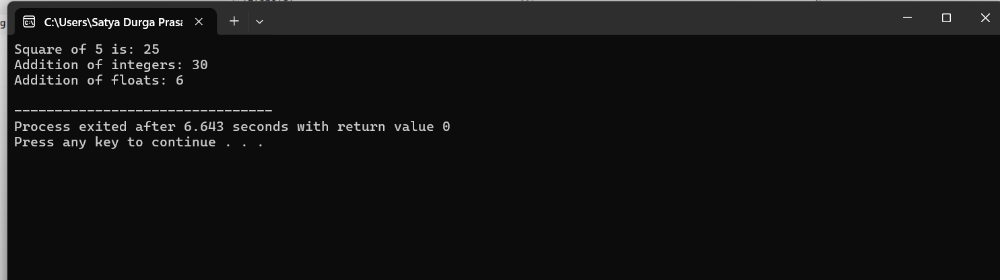 C:\Users\Satya Durga Prasa
Square of 5 is: 25
Addition of integers: 30
Addition of floats: 6
--------------------------------
Process exited after 6.643 seconds with return value 0
Press any key to continue . . .